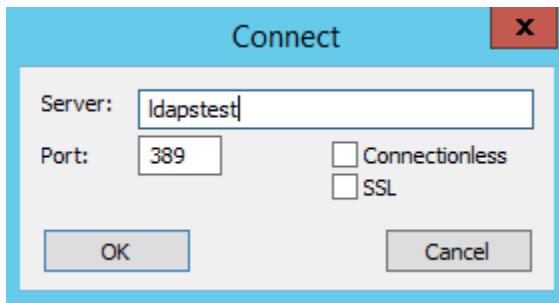 Connect
x
Server: ldapstest
Port: 389 Connectionless
SSL
OK Cancel